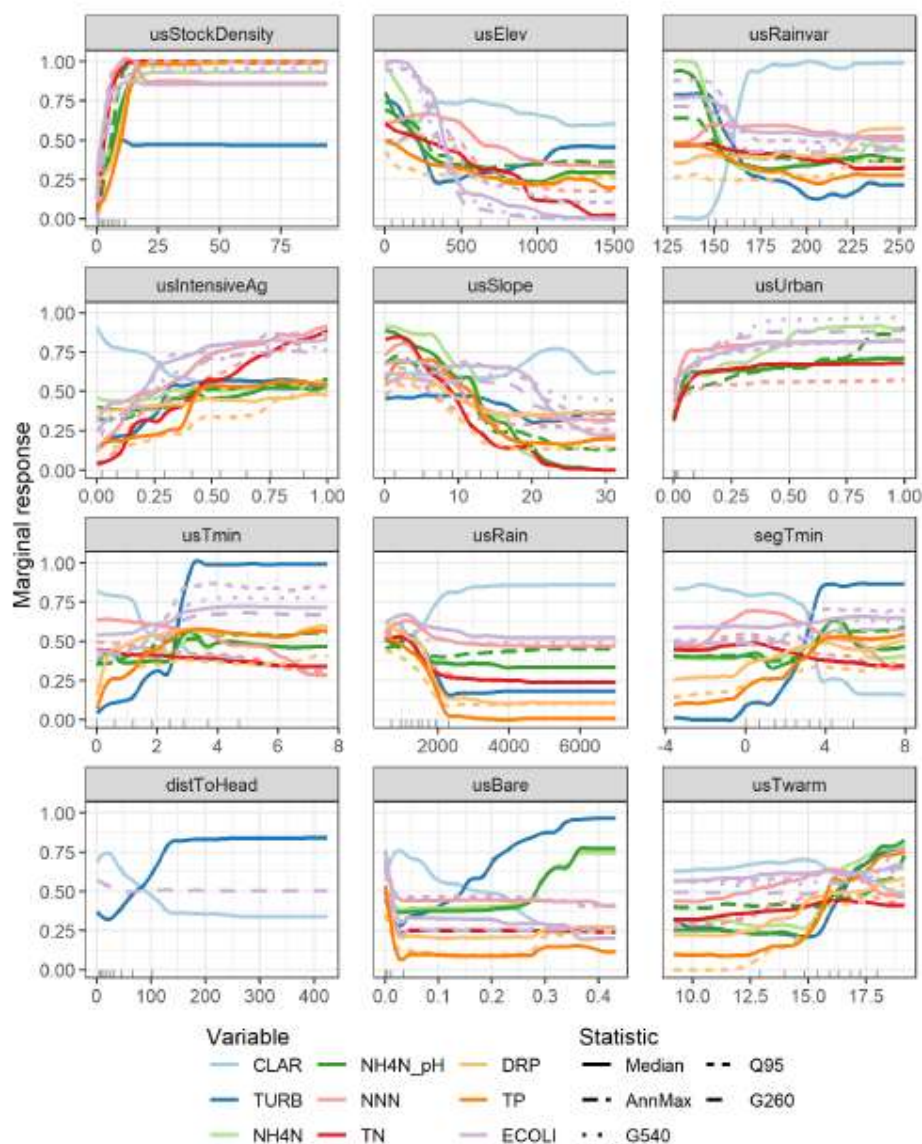 usStockDensity usElev usRainvar
1.00
0.75
0.50
0.25
0.00
0 25 50 75 0 500 1000 1500 125 150 175 200 225 250
usIntensiveAg usSlope usUrban
1.00
0.75
0.50
0.25
0.00
0.00 0.25 0.50 0.75 1.00 0 10 20 30 0.00 0.25 0.50 0.75 1.00
Marginal response
usTmin usRain segTmin
1.00
0.75
0.50
0.25
0.00
0 2 4 6 8 2000 4000 6000 -4 0 4 8
distToHead usBare usTwarm
1.00
0.75
0.50
0.25
0.00
0 100 200 300 400 0.0 0.1 0.2 0.3 0.4 10.0 12.5 15.0 17.5
Variable Statistic
CLAR NH4N_pH DRP Median Q95
TURB NNN TP AnnMax G260
NH4N TN ECOLI G540